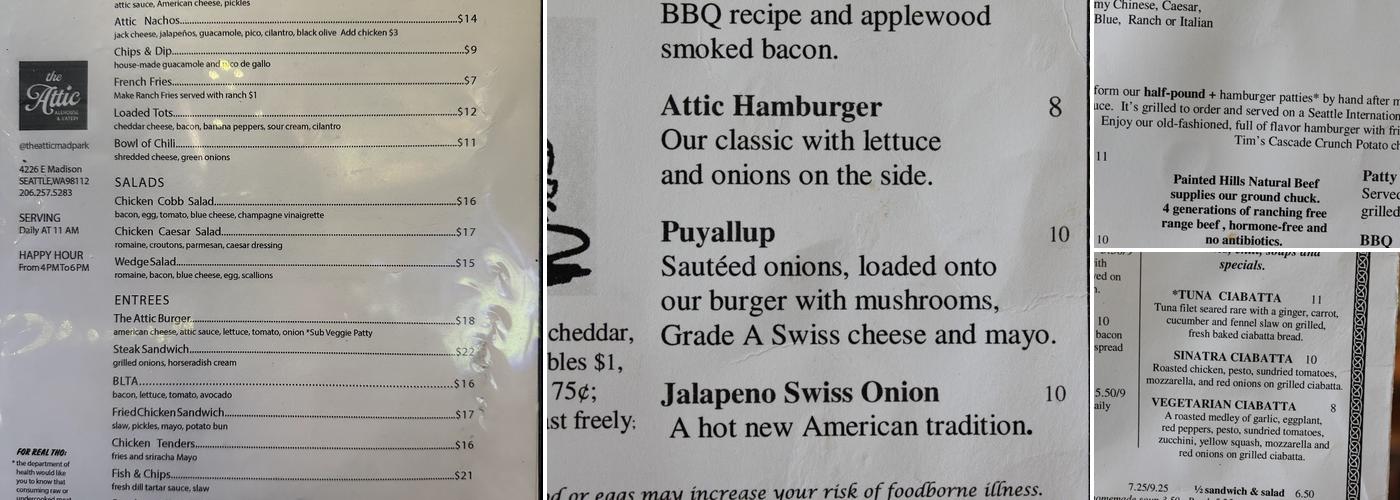 attic sauce, American cheese, pickles
Attic Nachos $14
jack cheese, jalapeños, guacamole, pico, cilantro, black olive Add chicken $3
Chips & Dip $9
house-made guacamole and pico de gallo
French Fries $7
Make Ranch Fries served with ranch $1
Loaded Tots $12
cheddar cheese, bacon, banana peppers, sour cream, cilantro
Bowl of Chili $11
shredded cheese, green onions
SALADS
Chicken Cobb Salad $16
bacon, egg, tomato, blue cheese, champagne vinaigrette
Chicken Caesar Salad $17
romaine, croutons, parmesan, caesar dressing
Wedge Salad $15
romaine, bacon, blue cheese, egg, scallions
ENTREES
The Attic Burger $18
american cheese, attic sauce, lettuce, tomato, onion *Sub Veggie Patty
Steak Sandwich $22
grilled onions, horseradish cream
BLTA $16
bacon, lettuce, tomato, avocado
Fried Chicken Sandwich $17
slaw, pickles, mayo, potato bun
Chicken Tenders $16
fries and sriracha Mayo
Fish & Chips $21
fresh dill tartar sauce, slaw
the
Attic
ALEHOUSE
& EATERY
@theatticmadpark
4226 E Madison
SEATTLE,WA98112
206.257.5283
SERVING
Daily AT 11 AM
HAPPY HOUR
From 4PM To 6PM
FOR REAL THO:
* the department of
health would like
you to know that
consuming raw or
BBQ recipe and applewood
smoked bacon.
Attic Hamburger 8
Our classic with lettuce
and onions on the side.
Puyallup 10
Sautéed onions, loaded onto
our burger with mushrooms,
Grade A Swiss cheese and mayo.
Jalapeno Swiss Onion 10
A hot new American tradition.
cheddar,
bles $1,
75¢;
st freely:
d or eggs may increase your risk of foodborne illness.
my Chinese, Caesar,
Blue, Ranch or Italian
form our half-pound + hamburger patties* by hand after
uce. It's grilled to order and served on a Seattle Internation
Enjoy our old-fashioned, full of flavor hamburger with fri
Tim's Cascade Crunch Potato ch
11
Painted Hills Natural Beef
supplies our ground chuck.
4 generations of ranching free
range beef, hormone-free and
no antibiotics.
10
Patty
Serve
grilled
BBQ
specials.
*TUNA CIABATTA 11
Tuna filet seared rare with a ginger, carrot,
cucumber and fennel slaw on grilled,
fresh baked ciabatta bread.
SINATRA CIABATTA 10
Roasted chicken, pesto, sundried tomatoes,
mozzarella, and red onions on grilled ciabatta.
VEGETARIAN CIABATTA 8
A roasted medley of garlic, eggplant,
red peppers, pesto, sundried tomatoes,
zucchini, yellow squash, mozzarella and
red onions on grilled ciabatta.
ith
ed on
10
bacon
spread
5.50/9
aily
7.25/9.25 ½ sandwich & salad 6.50